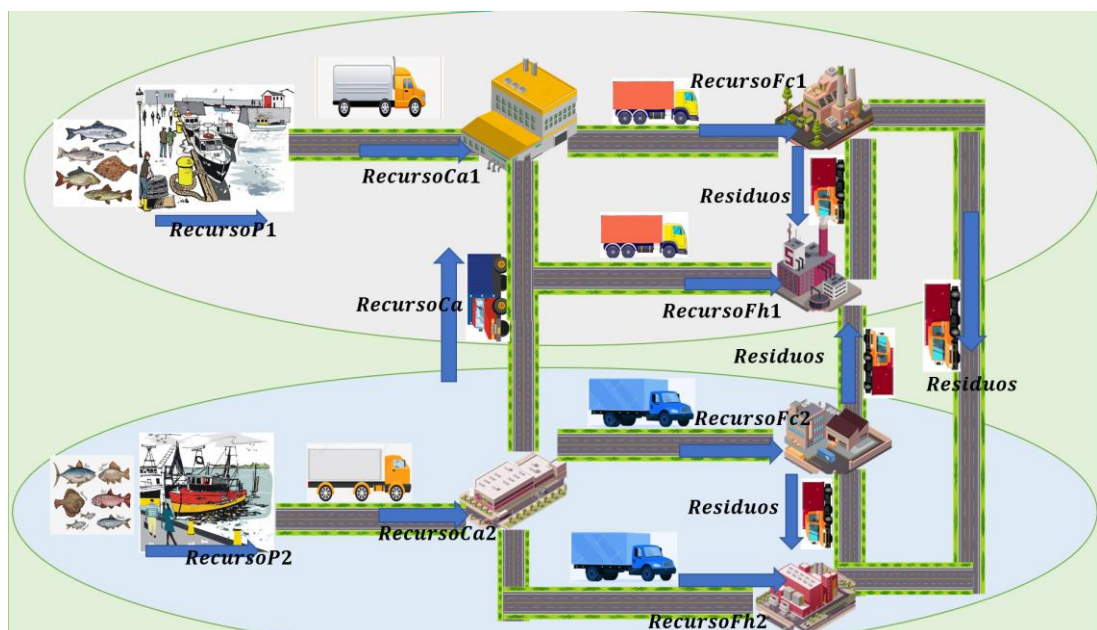 RecursoFc1
RecursoCa1
Residuos
RecursoP1
RecursoCa
RecursoFh1
Residuos
Residuos
RecursoFc2
Residuos
RecursoCa2
RecursoP2
RecursoFh2